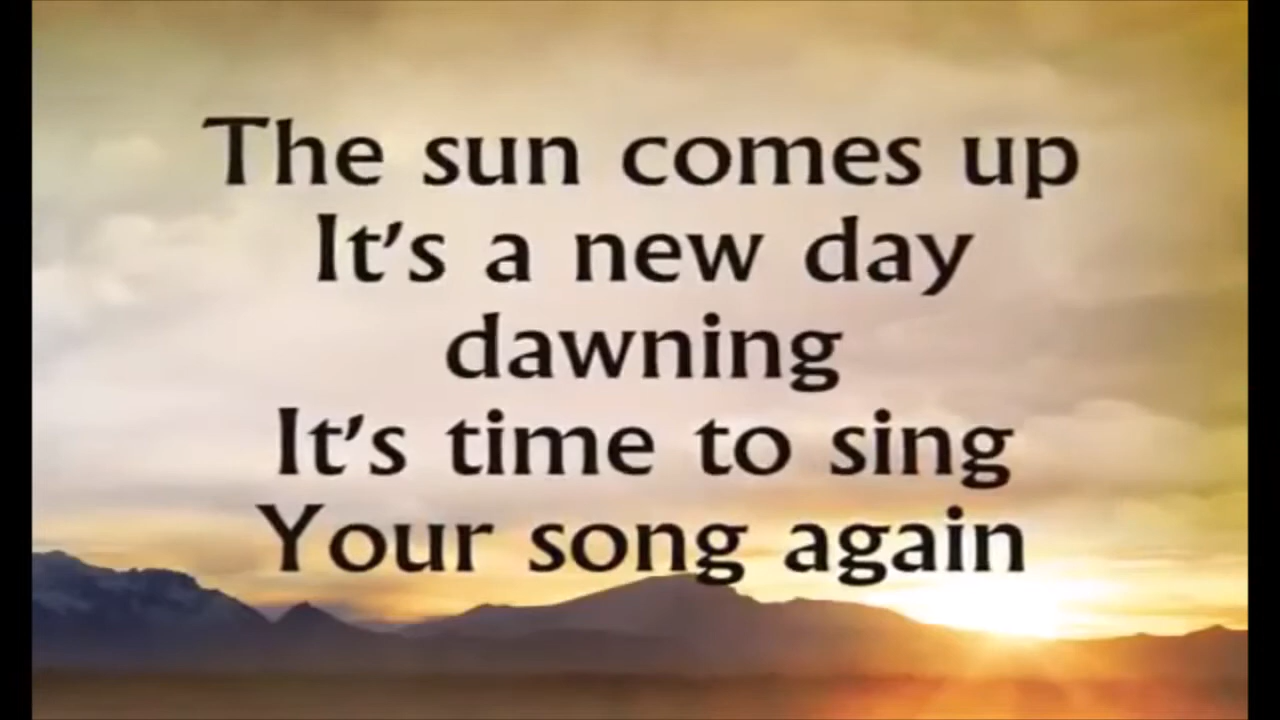 The sun comes up
It's a new day
dawning
It's time to sing
Your song again